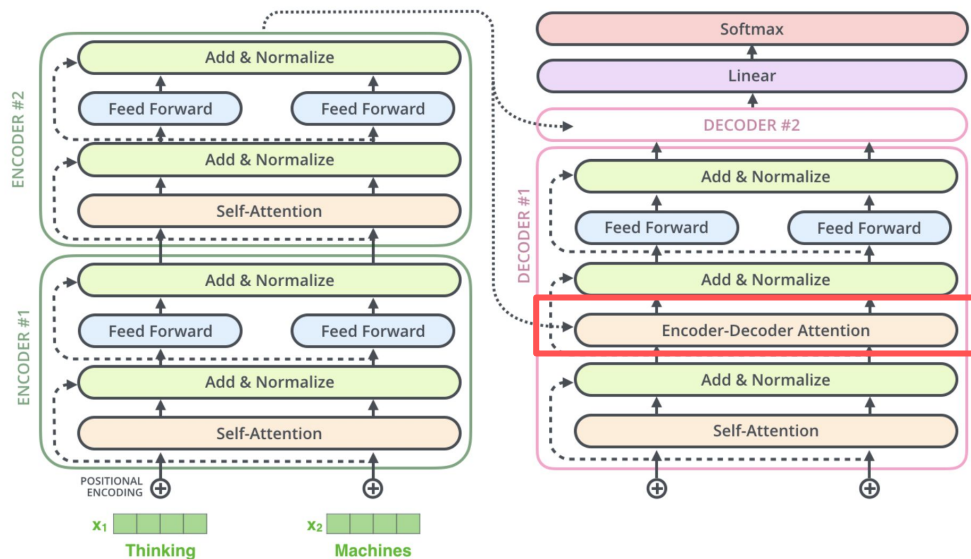 ENCODER #2
Add & Normalize
Feed Forward Feed Forward
Add & Normalize
Self-Attention
ENCODER #1
Add & Normalize
Feed Forward Feed Forward
Add & Normalize
Self-Attention
POSITIONAL
ENCODING
x₁ x₂
Thinking Machines
Softmax
Linear
DECODER #2
DECODER #1
Add & Normalize
Feed Forward Feed Forward
Add & Normalize
Encoder-Decoder Attention
Add & Normalize
Self-Attention